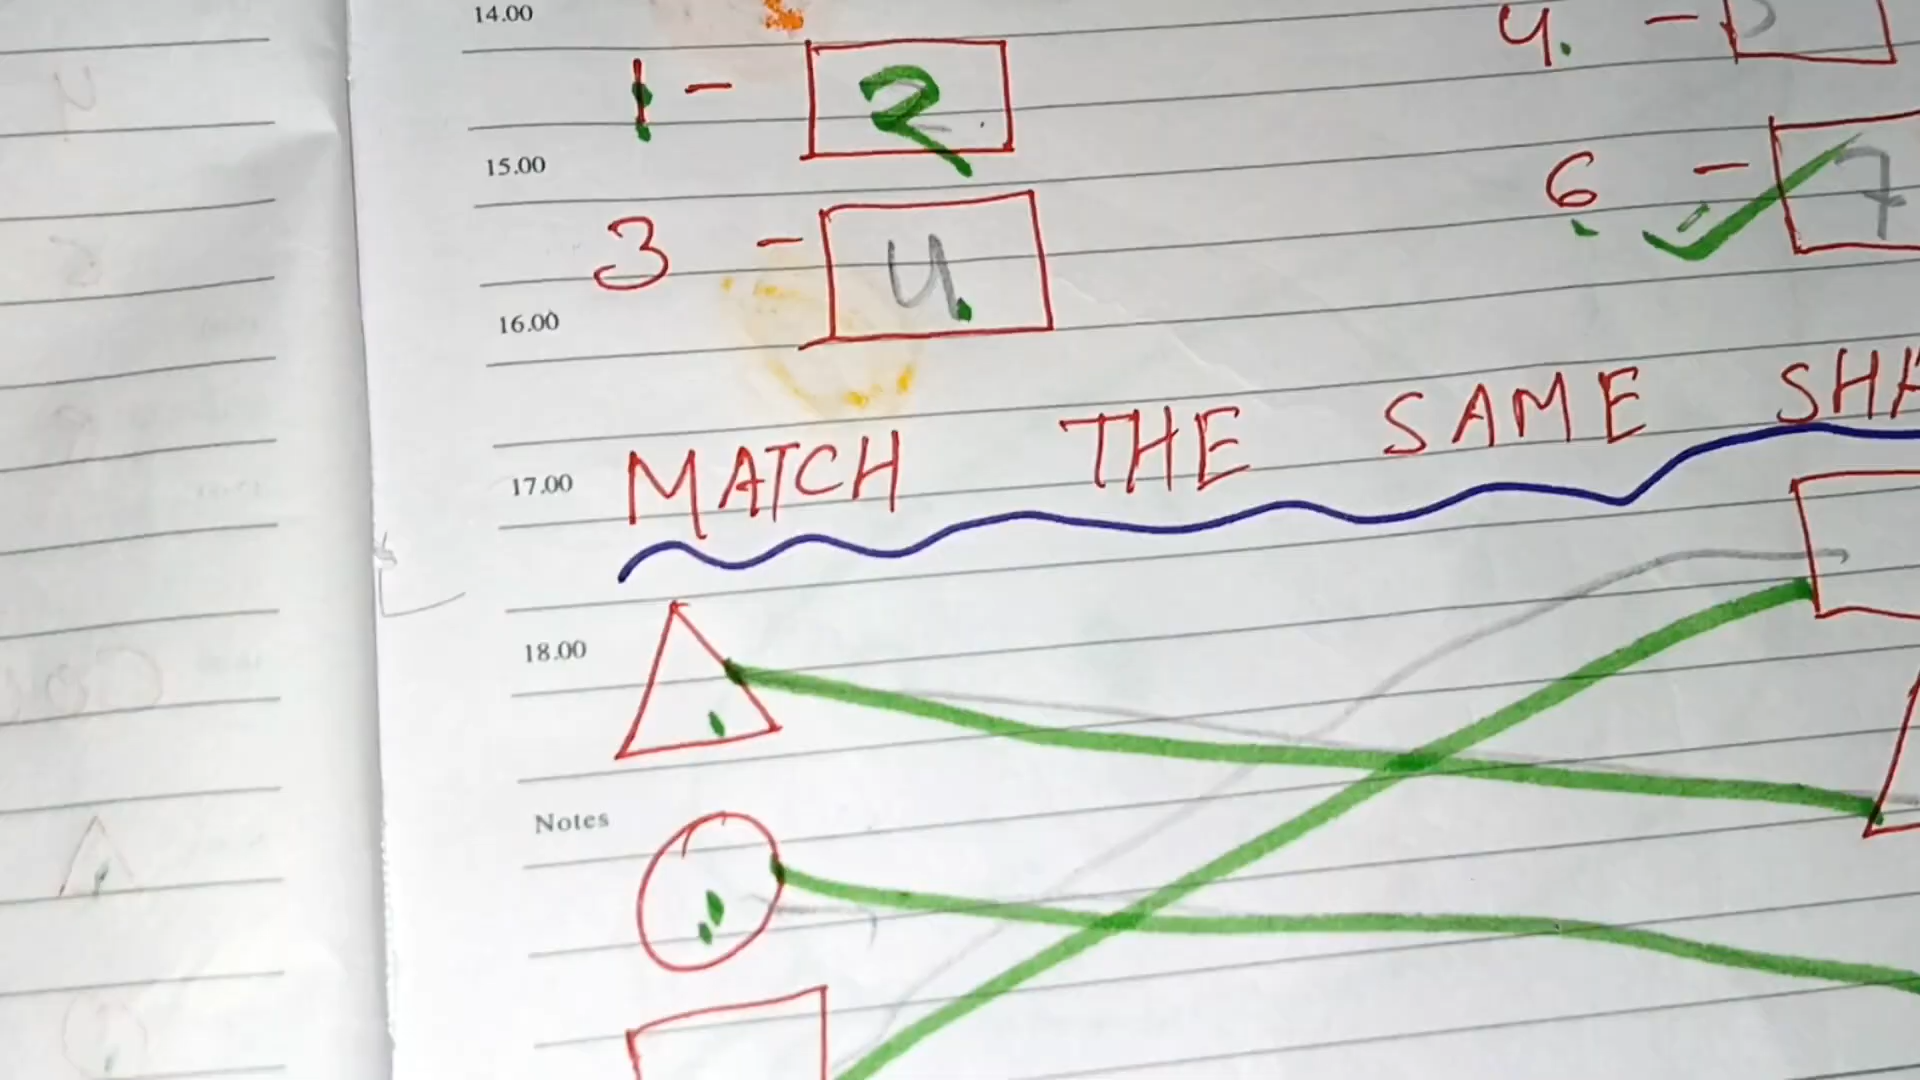 14.00
1 - 2
4. -
15.00
6 - 7
3 - 4
16.00
MATCH THE SAME SHA
17.00
18.00
Notes